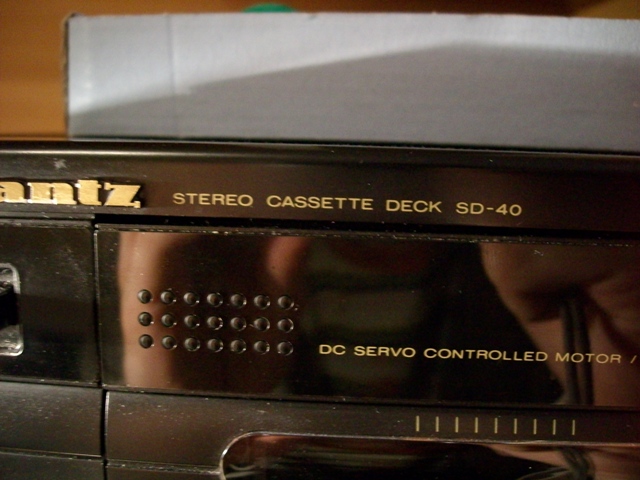 antz STEREO CASSETTE DECK SD-40
DC SERVO CONTROLLED MOTOR /